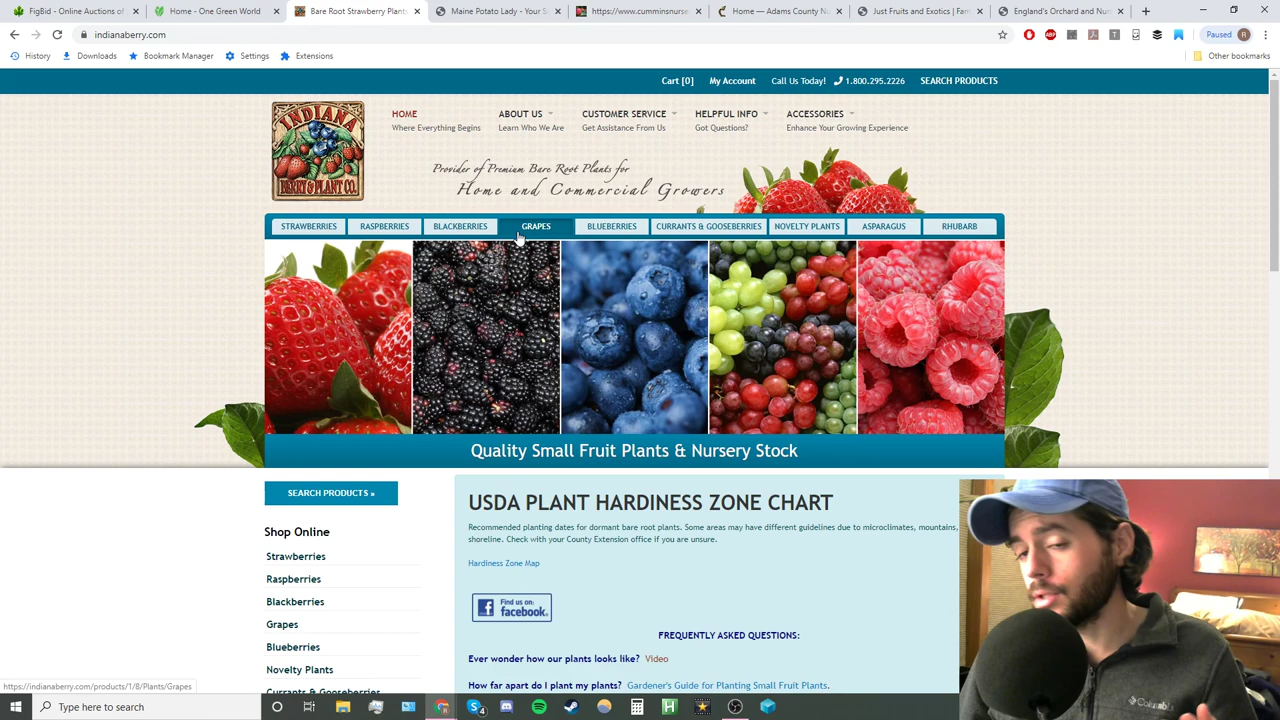 FigBid - Online Auctions of
Home - One Green World
Bare Root Strawberry Plants
Maine Potato Lady - Your S
https://www.cumminsnurse
Home — Adams County Nu
Just Fruits and Exotics | Fam
England's Orchard and Nur
indianaberry.com
Paused R
History Downloads Bookmark Manager Settings Extensions Other bookmarks
Cart [0] My Account Call Us Today! 1.800.295.2226 SEARCH PRODUCTS
HOME ABOUT US CUSTOMER SERVICE HELPFUL INFO ACCESSORIES
Where Everything Begins Learn Who We Are Get Assistance From Us Got Questions? Enhance Your Growing Experience
INDIANA
BERRY & PLANT CO.
Provider of Premium Bare Root Plants for
Home and Commercial Growers
STRAWBERRIES RASPBERRIES BLACKBERRIES GRAPES BLUEBERRIES CURRANTS & GOOSEBERRIES NOVELTY PLANTS ASPARAGUS RHUBARB
Quality Small Fruit Plants & Nursery Stock
SEARCH PRODUCTS »
Shop Online
Strawberries
Raspberries
Blackberries
Grapes
Blueberries
Novelty Plants
Currants & Gooseberries
USDA PLANT HARDINESS ZONE CHART
Recommended planting dates for dormant bare root plants. Some areas may have different guidelines due to microclimates, mountains,
shoreline. Check with your County Extension office if you are unsure.
Hardiness Zone Map
Find us on:
facebook
FREQUENTLY ASKED QUESTIONS:
Ever wonder how our plants looks like? Video
How far apart do I plant my plants? Gardener's Guide for Planting Small Fruit Plants.
https://indianaberry.com/products/1/8/Plants/Grapes
Type here to search
Columbia